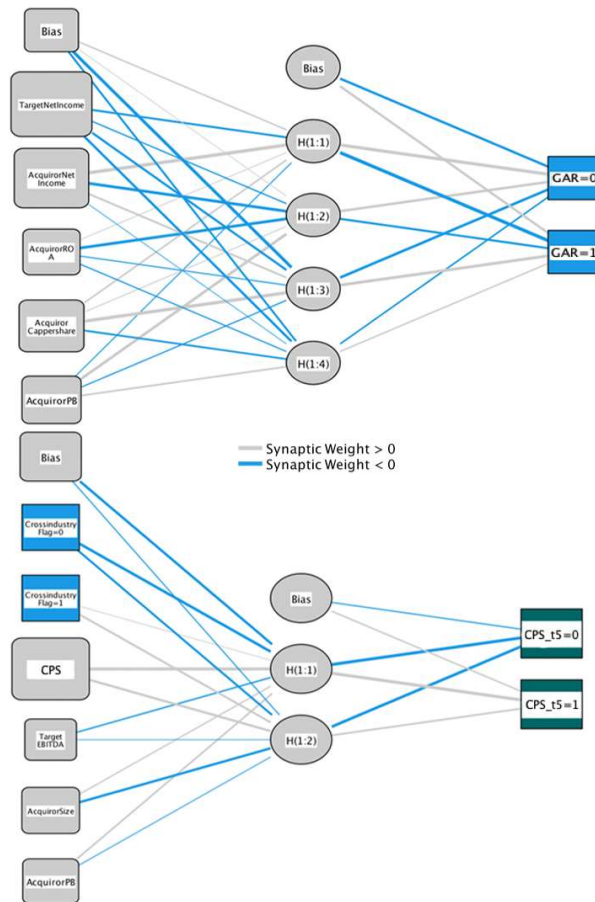 Bias
TargetNetIncome
AcquirorNet
Income
AcquirorRO
A
Acquiror
Cappershare
AcquirorPB
Bias
H(1:1)
H(1:2)
H(1:3)
H(1:4)
GAR=0
GAR=1
Synaptic Weight > 0
Synaptic Weight < 0
Bias
Crossindustry
Flag=0
Crossindustry
Flag=1
CPS
Target
EBITDA
AcquirorSize
AcquirorPB
Bias
H(1:1)
H(1:2)
CPS_t5=0
CPS_t5=1